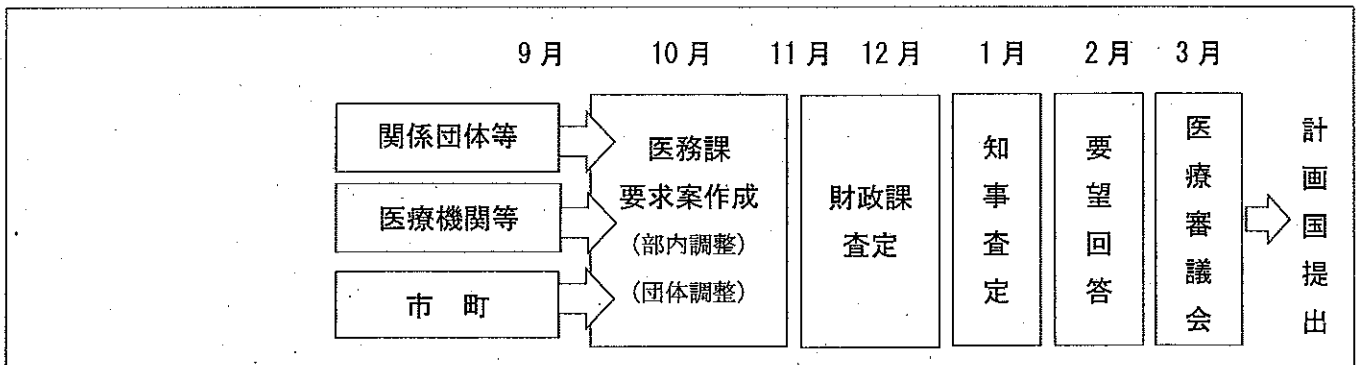 9月 10月 11月 12月 1月 2月 3月
関係団体等
医療機関等
市 町
医務課
要求案作成
(部内調整)
(団体調整)
財政課
査定
知事査定
要望回答
医療審議会
計画国提出